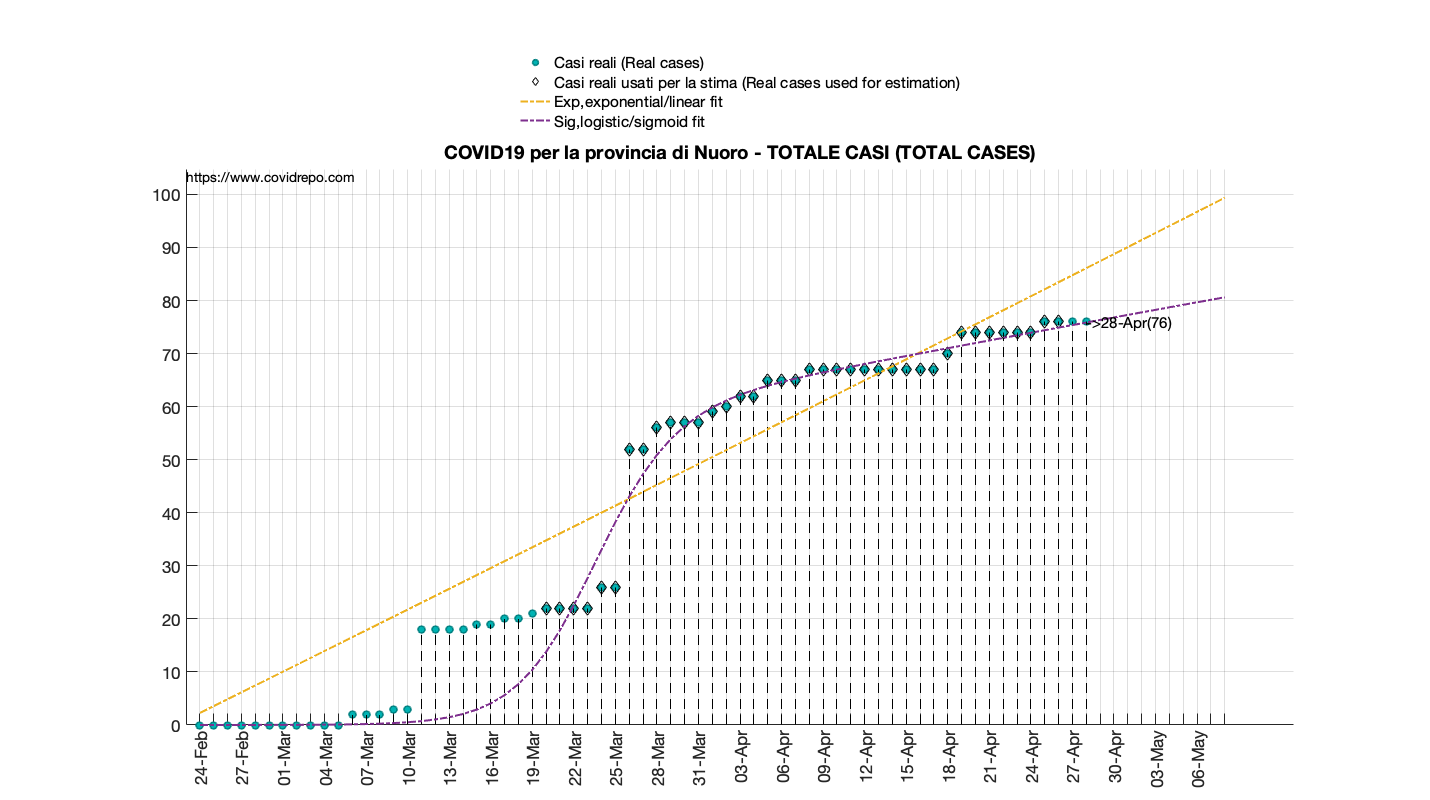 Casi reali (Real cases)
Casi reali usati per la stima (Real cases used for estimation)
Exp,exponential/linear fit
Sig,logistic/sigmoid fit
COVID19 per la provincia di Nuoro - TOTALE CASI (TOTAL CASES)
https://www.covidrepo.com
100
90
80
70
60
50
40
30
20
10
0
>28-Apr(76)
24-Feb
27-Feb
01-Mar
04-Mar
07-Mar
10-Mar
13-Mar
16-Mar
19-Mar
22-Mar
25-Mar
28-Mar
31-Mar
03-Apr
06-Apr
09-Apr
12-Apr
15-Apr
18-Apr
21-Apr
24-Apr
27-Apr
30-Apr
03-May
06-May